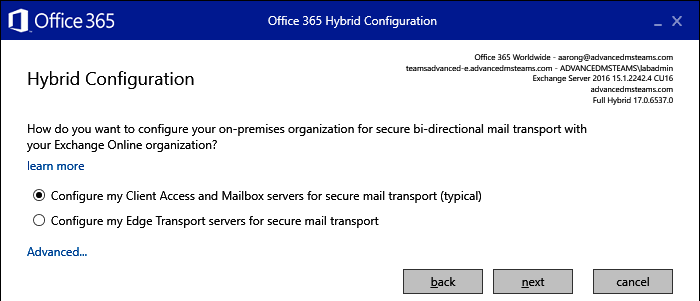 Office 365
Office 365 Hybrid Configuration
Office 365 Worldwide - aarong@advancedmsteams.com
teamsadvanced-e.advancedmsteams.com - ADVANCEDMSTEAMS\labadmin
Exchange Server 2016 15.1.2242.4 CU16
advancedmsteams.com
Full Hybrid 17.0.6537.0
Hybrid Configuration
How do you want to configure your on-premises organization for secure bi-directional mail transport with
your Exchange Online organization?
learn more
Configure my Client Access and Mailbox servers for secure mail transport (typical)
Configure my Edge Transport servers for secure mail transport
Advanced...
back
next
cancel